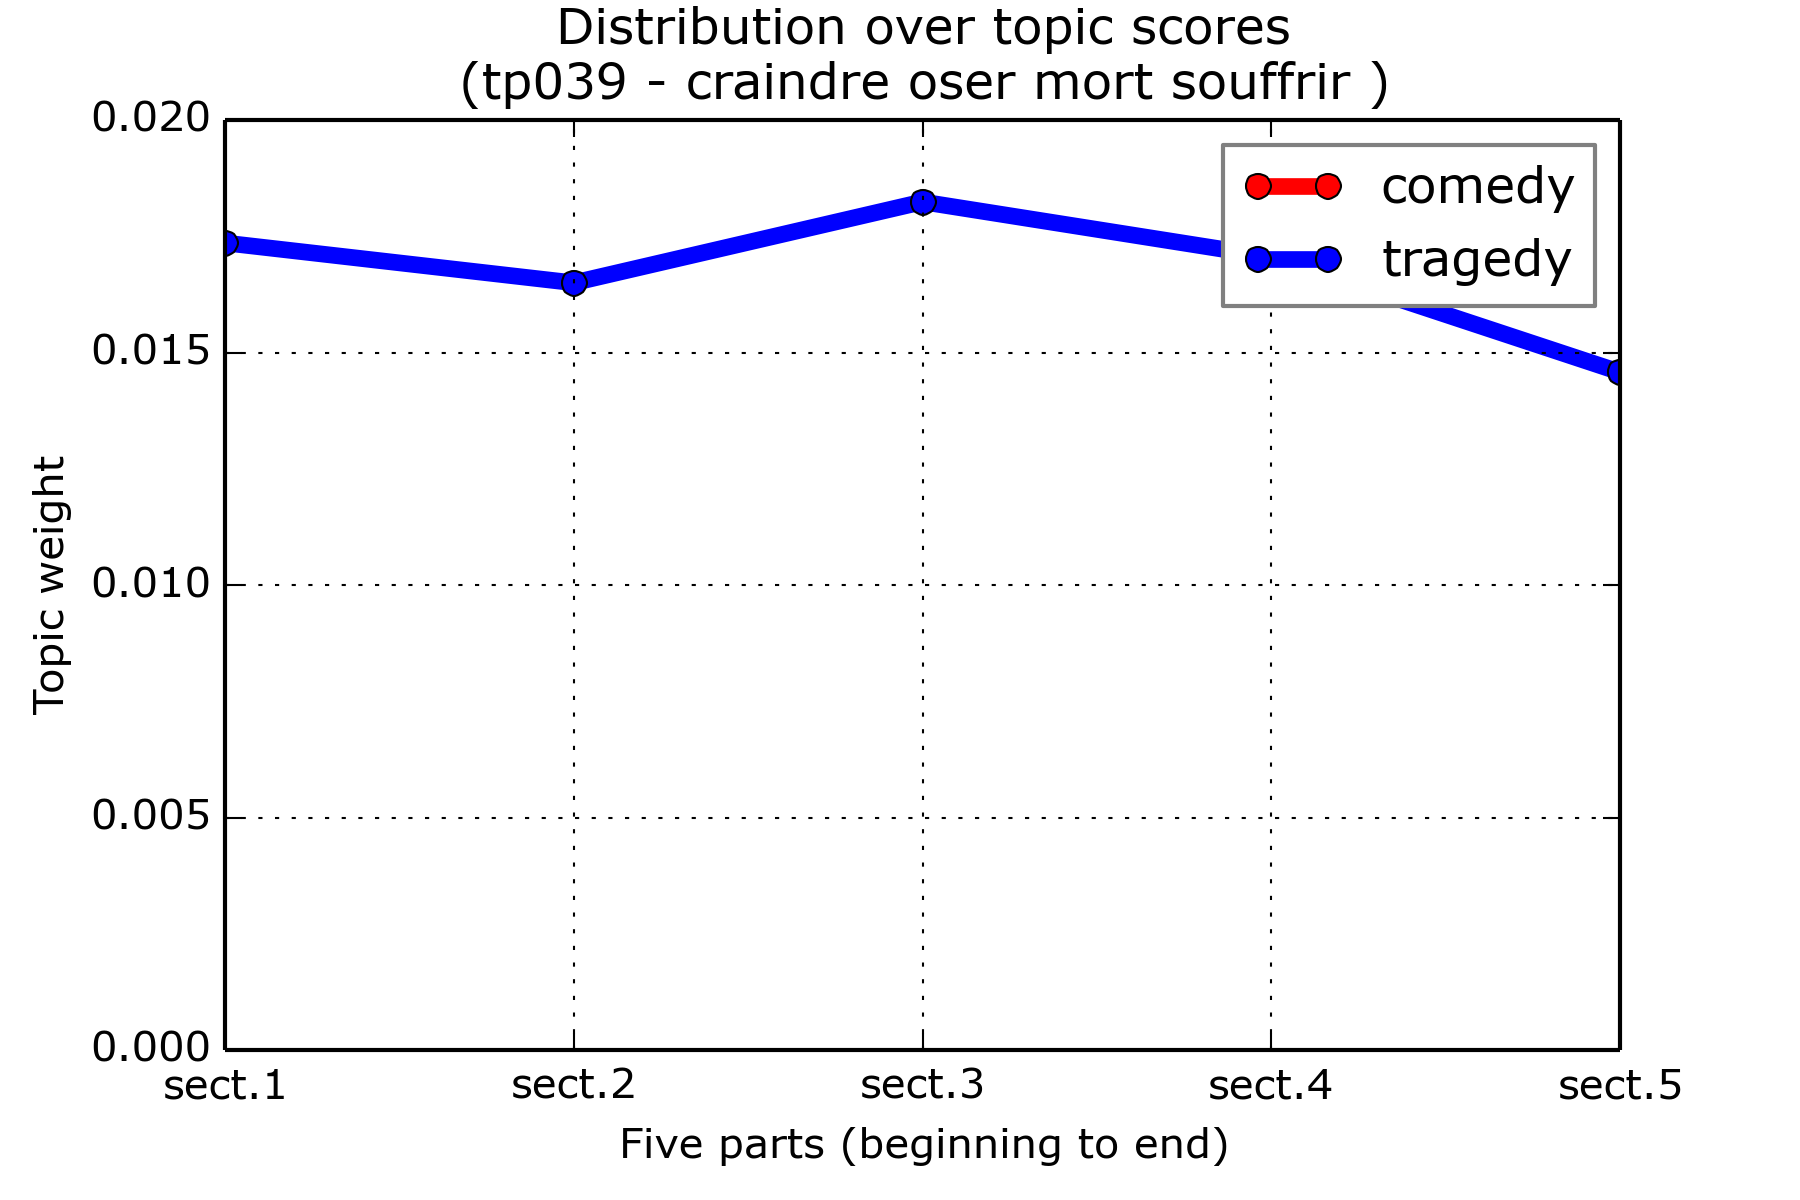 Distribution over topic scores
(tp039 - craindre oser mort souffrir )
0.020
comedy
tragedy
0.015
0.010
0.005
0.000
Topic weight
sect.1 sect.2 sect.3 sect.4 sect.5
Five parts (beginning to end)